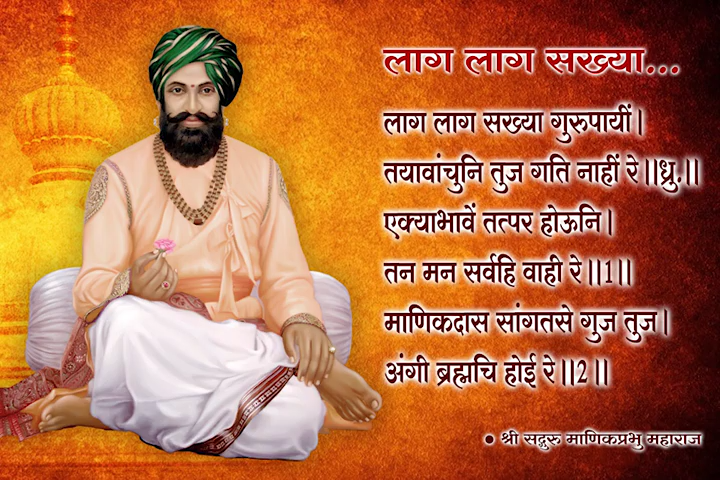 लाग लाग सख्या...
लाग लाग सख्या गुरुपायीं।
तयावांचुनि तुज गति नाहीं रे॥ध्रु.॥
एक्याभावें तत्पर होऊनि।
तन मन सर्वहि वाही रे॥1॥
माणिकदास सांगतसे गुज तुज।
अंगी ब्रह्मचि होई रे॥2॥
• श्री सद्गुरु माणिकप्रभु महाराज